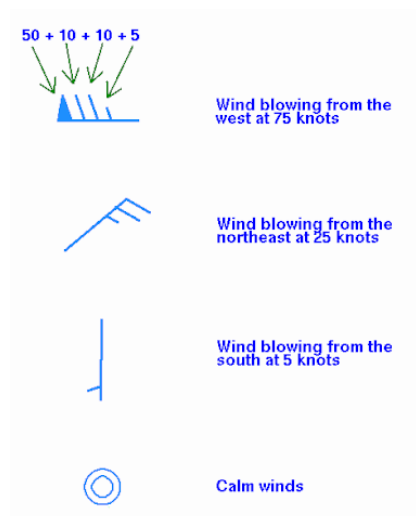 50 + 10 + 10 + 5
Wind blowing from the
west at 75 knots
Wind blowing from the
northeast at 25 knots
Wind blowing from the
south at 5 knots
Calm winds